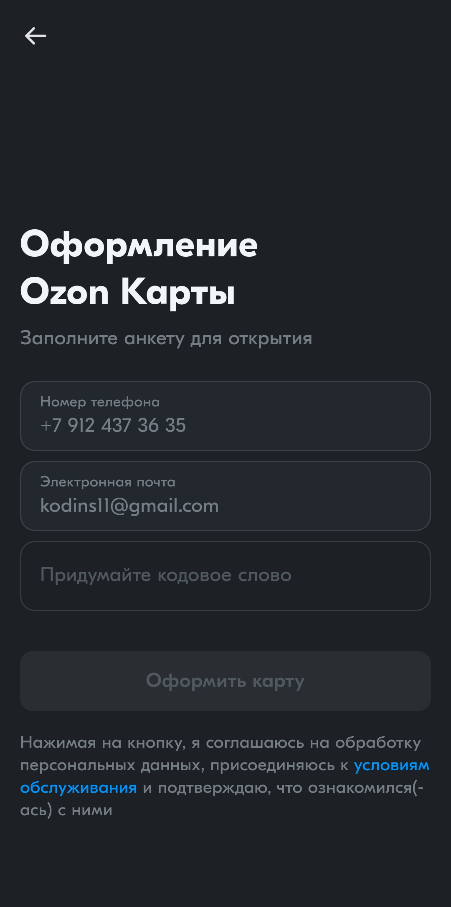 Оформление
Ozon Карты
Заполните анкету для открытия
Номер телефона
+7 912 437 36 35
Электронная почта
kodins11@gmail.com
Придумайте кодовое слово
Оформить карту
Нажимая на кнопку, я соглашаюсь на обработку
персональных данных, присоединяюсь к условиям
обслуживания и подтверждаю, что ознакомился(-
ась) с ними